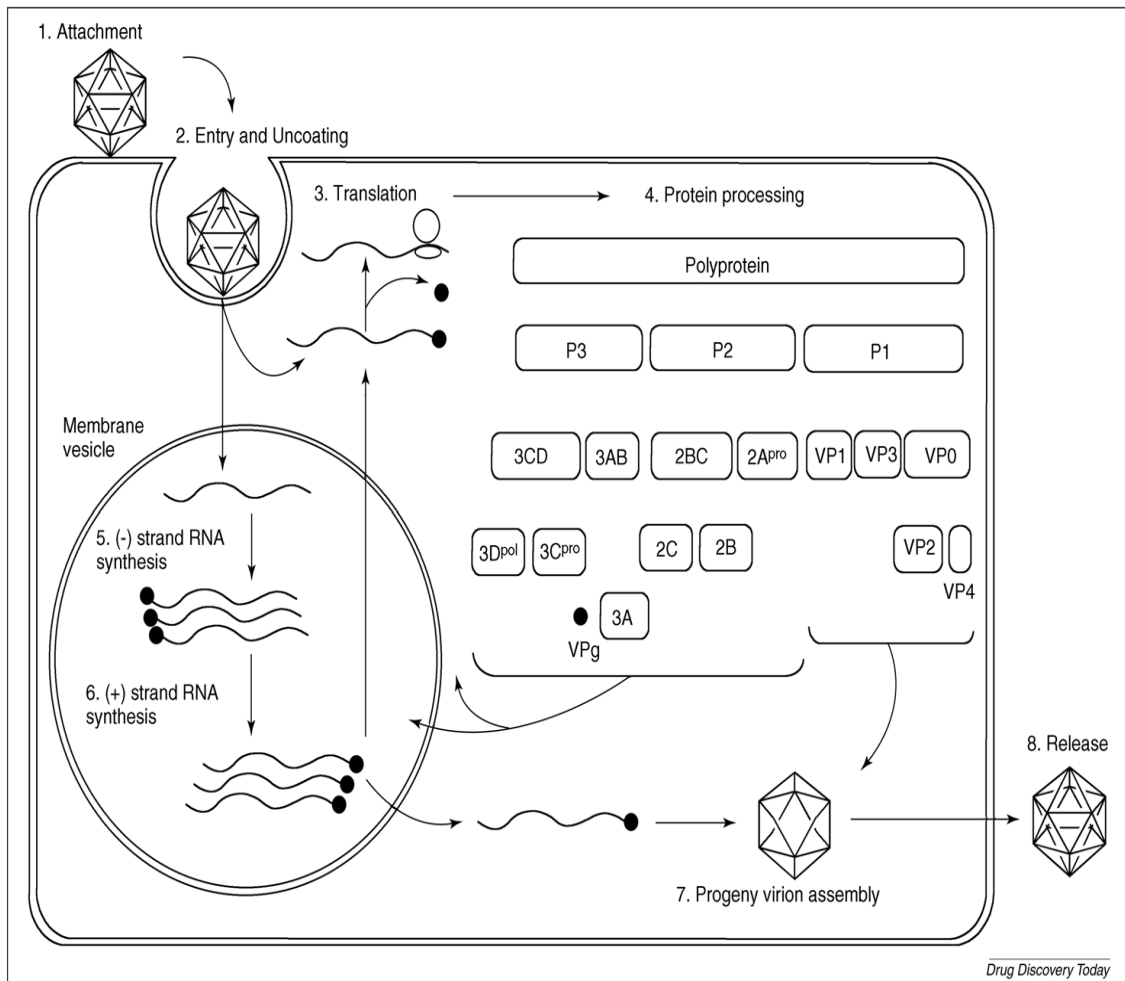 1. Attachment
2. Entry and Uncoating
3. Translation
4. Protein processing
Polyprotein
P3
P2
P1
Membrane
vesicle
3CD
3AB
2BC
2Apro
VP1
VP3
VP0
5. (-) strand RNA
synthesis
3Dpol
3Cpro
2C
2B
VP2
VP4
3A
VPg
6. (+) strand RNA
synthesis
8. Release
7. Progeny virion assembly
Drug Discovery Today